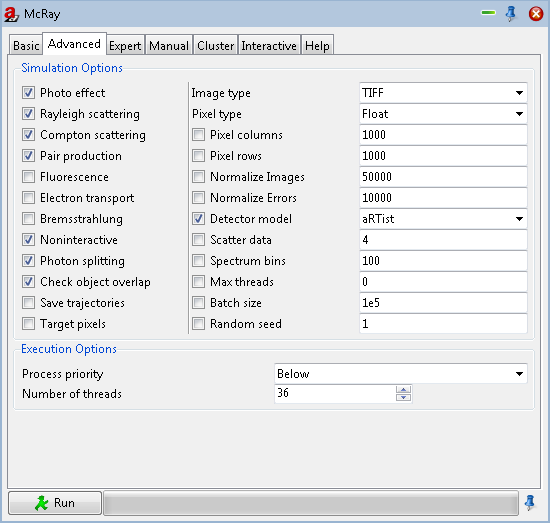 McRay
Basic Advanced Expert Manual Cluster Interactive Help
Simulation Options
Photo effect Image type TIFF
Rayleigh scattering Pixel type Float
Compton scattering Pixel columns 1000
Pair production Pixel rows 1000
Fluorescence Normalize Images 50000
Electron transport Normalize Errors 10000
Bremsstrahlung Detector model aRTist
Noninteractive Scatter data 4
Photon splitting Spectrum bins 100
Check object overlap Max threads 0
Save trajectories Batch size 1e5
Target pixels Random seed 1
Execution Options
Process priority Below
Number of threads 36
Run